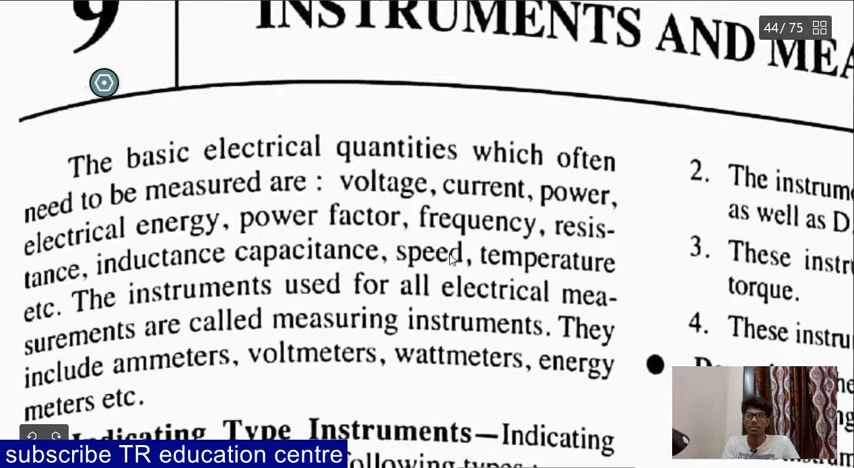 9
INSTRUMENTS AND MEA
44/75
The basic electrical quantities which often
need to be measured are : voltage, current, power,
electrical energy, power factor, frequency, resis-
tance, inductance capacitance, speed, temperature
etc. The instruments used for all electrical mea-
surements are called measuring instruments. They
include ammeters, voltmeters, wattmeters, energy
meters etc.
Indicating Type Instruments—Indicating
following types
2. The instrum
as well as D
3. These instr
torque.
4. These instru
subscribe TR education centre